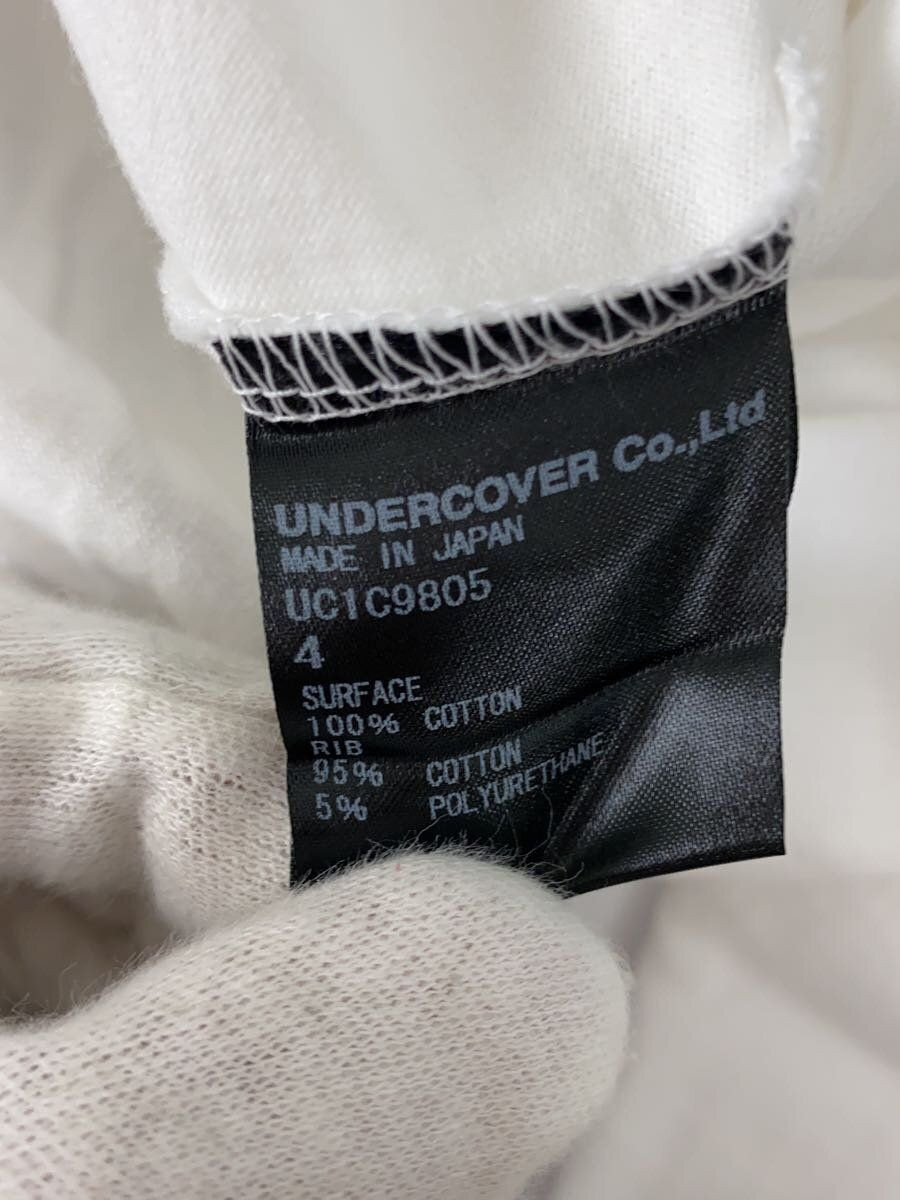 UNDERCOVER Co.,Ltd
MADE IN JAPAN
UC1C9805
4
SURFACE
100% COTTON
RIB
95% COTTON
5% POLYURETHANE